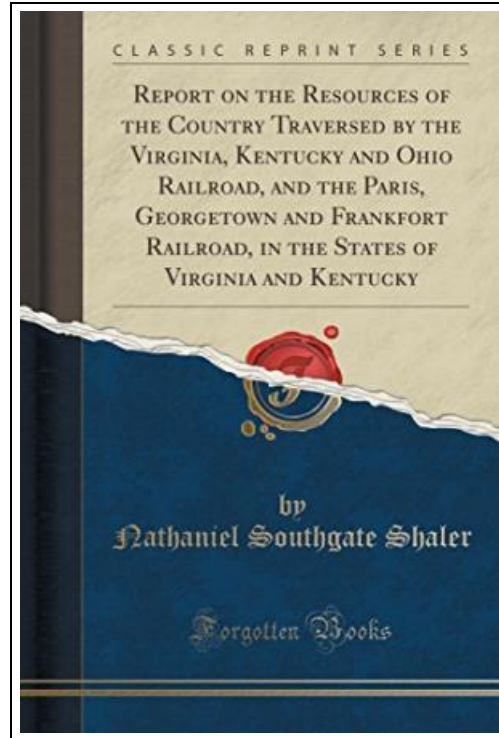 CLASSIC REPRINT SERIES
REPORT ON THE RESOURCES OF
THE COUNTRY TRAVERSED BY THE
VIRGINIA, KENTUCKY AND OHIO
RAILROAD, AND THE PARIS,
GEORGETOWN AND FRANKFORT
RAILROAD, IN THE STATES OF
VIRGINIA AND KENTUCKY
by
Nathaniel Southgate Shaler
Forgotten Books